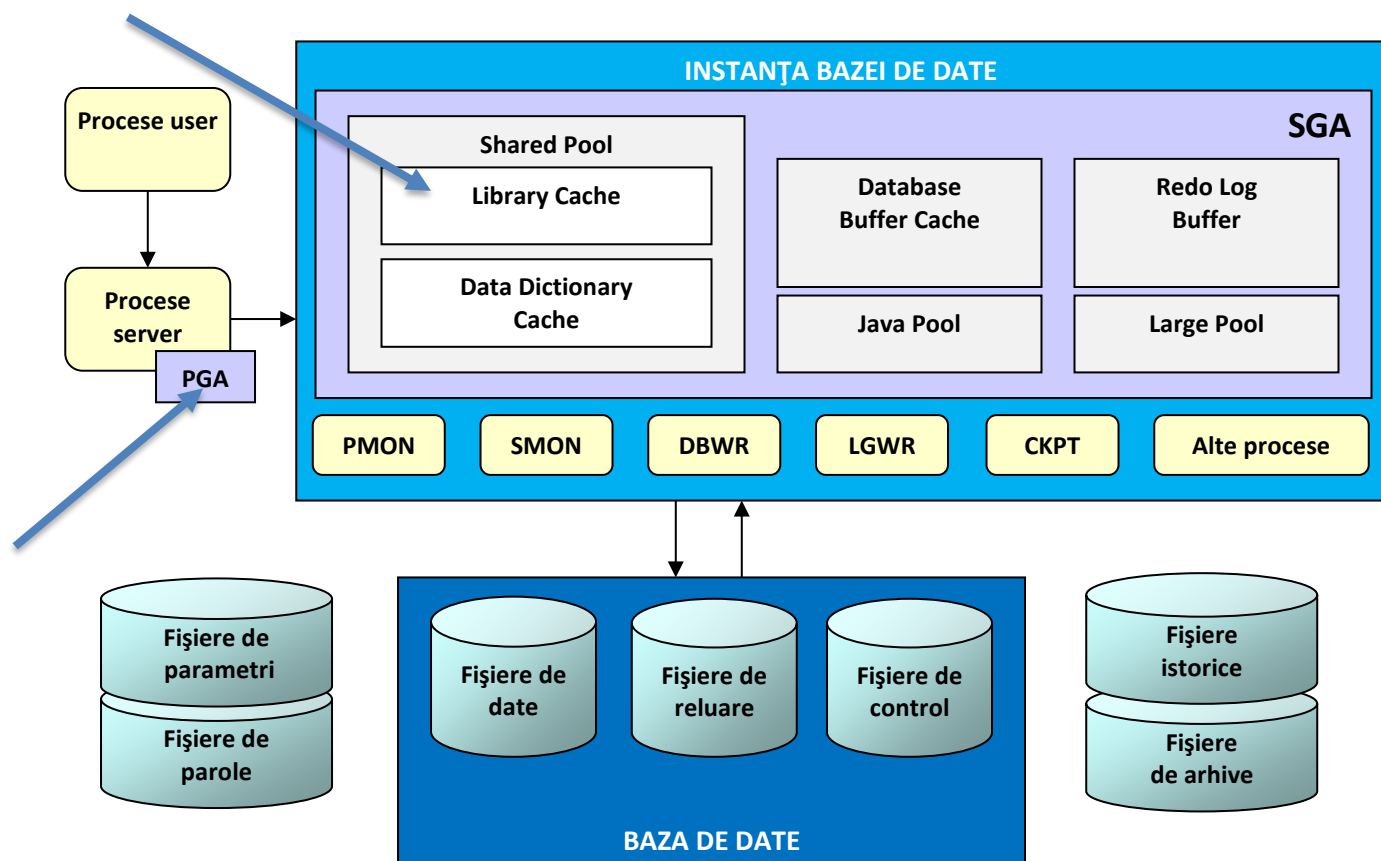 INSTANŢA BAZEI DE DATE
SGA
Procese user
Shared Pool
Library Cache
Data Dictionary
Cache
Database
Buffer Cache
Redo Log
Buffer
Java Pool
Large Pool
Procese
server
PGA
PMON
SMON
DBWR
LGWR
CKPT
Alte procese
Fişiere de
parametri
Fişiere de
parole
Fişiere de
date
Fişiere de
reluare
Fişiere de
control
Fişiere
istorice
Fişiere
de arhive
BAZA DE DATE